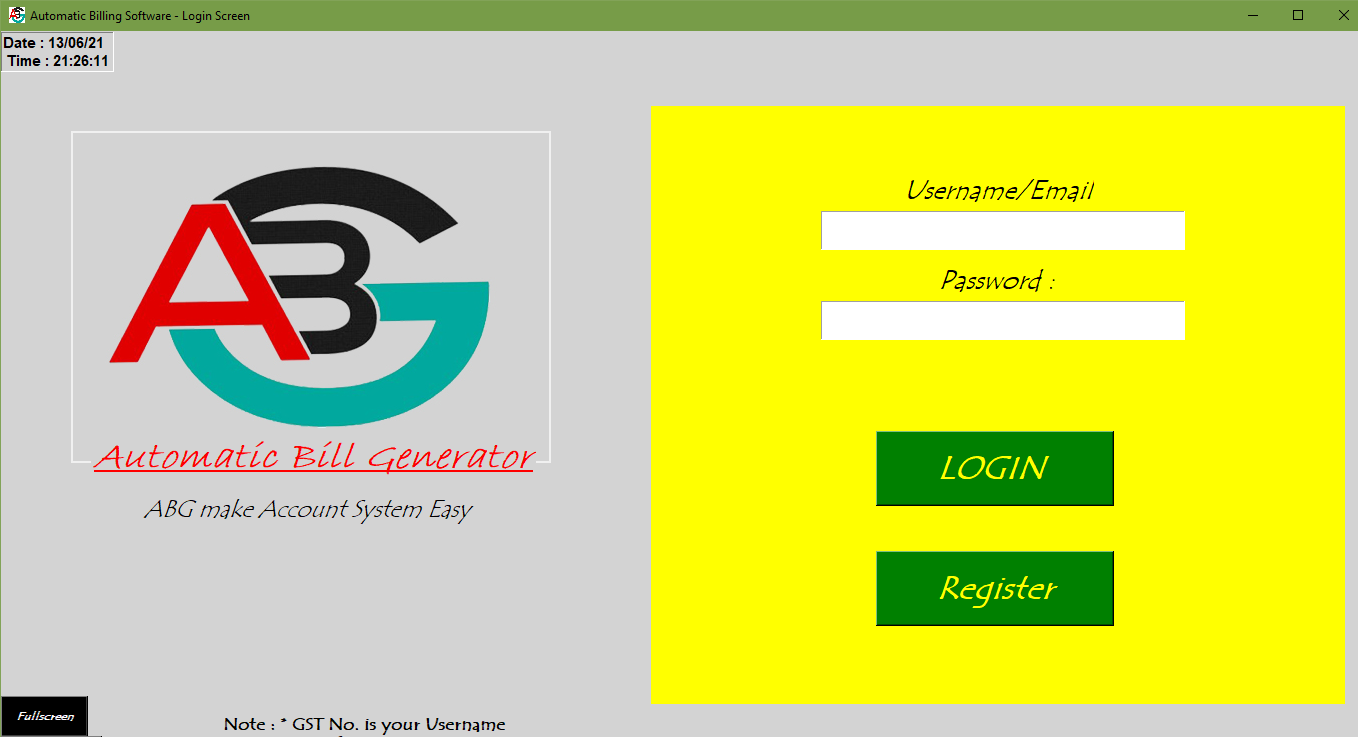 Automatic Billing Software - Login Screen
Date : 13/06/21
Time : 21:26:11
ABG
Automatic Bill Generator
ABG make Account System Easy
Username/Email
Password :
LOGIN
Register
Fullscreen
Note : * GST No. is your Username